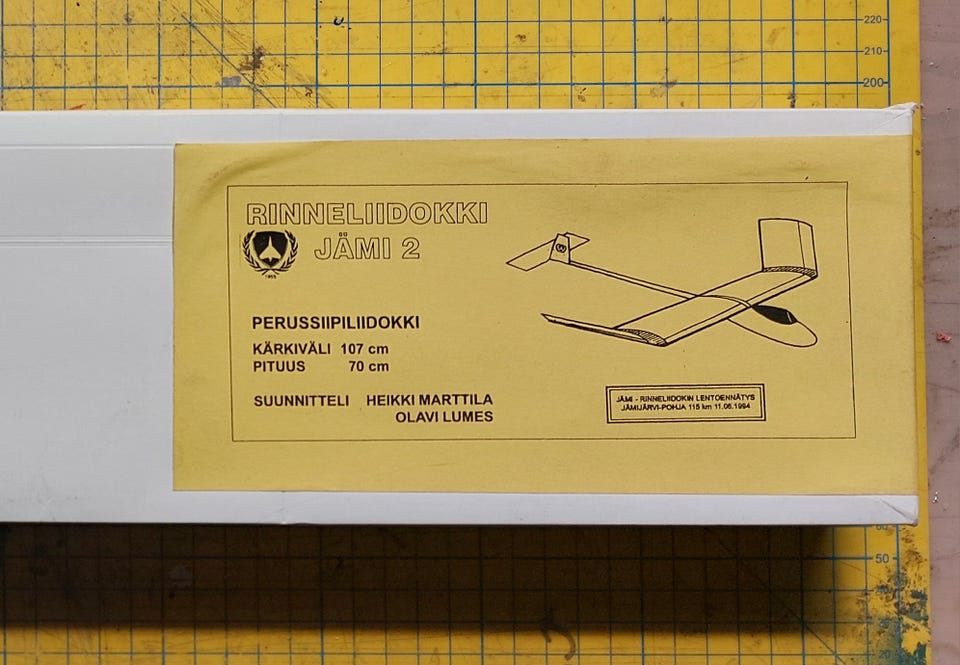 220
210
200
RINNELIIDOKKI
JÄMI 2
PERUSSIIPILIIDOKKI
KÄRKIVÄLI 107 cm
PITUUS 70 cm
SUUNNITTELI HEIKKI MARTTILA
OLAVI LUMES
JÄMI - RINNELIIDOKIN LENTOENNÄTYS
JÄMIJÄRVI-POHJA 115 km 11.06.1994
50